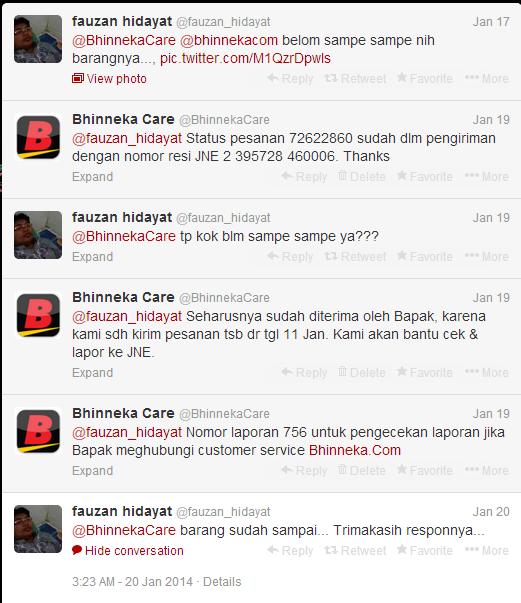 fauzan hidayat @fauzan_hidayat Jan 17
@BhinnekaCare @bhinnekacom belom sampe sampe nih
barangnya..., pic.twitter.com/M1QzrDpwIs
View photo Reply Retweet Favorite More
Bhinneka Care @BhinnekaCare Jan 19
@fauzan_hidayat Status pesanan 72622860 sudah dlm pengiriman
dengan nomor resi JNE 2 395728 460006. Thanks
Expand Reply Delete Favorite More
fauzan hidayat @fauzan_hidayat Jan 19
@BhinnekaCare tp kok blm sampe sampe ya???
Expand Reply Retweet Favorite More
Bhinneka Care @BhinnekaCare Jan 19
@fauzan_hidayat Seharusnya sudah diterima oleh Bapak, karena
kami sdh kirim pesanan tsb dr tgl 11 Jan. Kami akan bantu cek &
lapor ke JNE.
Expand Reply Delete Favorite More
Bhinneka Care @BhinnekaCare Jan 19
@fauzan_hidayat Nomor laporan 756 untuk pengecekan laporan jika
Bapak meghubungi customer service Bhinneka.Com
Expand Reply Delete Favorite More
fauzan hidayat @fauzan_hidayat Jan 20
@BhinnekaCare barang sudah sampai... Trimakasih responnya...
Hide conversation Reply Retweet Favorite More
3:23 AM - 20 Jan 2014 · Details